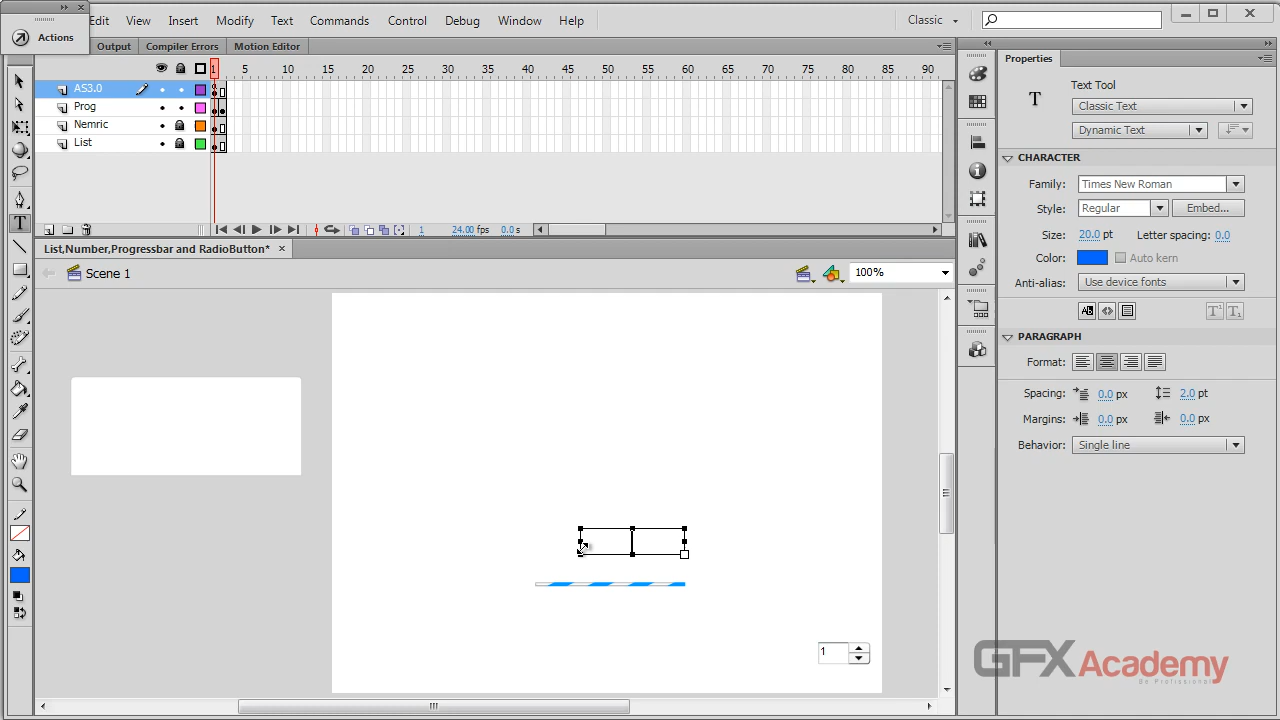 Actions
Edit View Insert Modify Text Commands Control Debug Window Help
Classic
Output Compiler Errors Motion Editor
1 5 10 15 20 25 30 35 40 45 50 55 60 65 70 75 80 85 90
AS3.0
Prog
Nemric
List
1 24.00 fps 0.0 s
List,Number,Progressbar and RadioButton*
Scene 1
100%
1
Properties
T Text Tool
Classic Text
Dynamic Text
CHARACTER
Family: Times New Roman
Style: Regular Embed...
Size: 20.0 pt Letter spacing: 0.0
Color: Auto kern
Anti-alias: Use device fonts
PARAGRAPH
Format:
Spacing: 0.0 px 2.0 pt
Margins: 0.0 px 0.0 px
Behavior: Single line
GFXAcademy
Be Professional